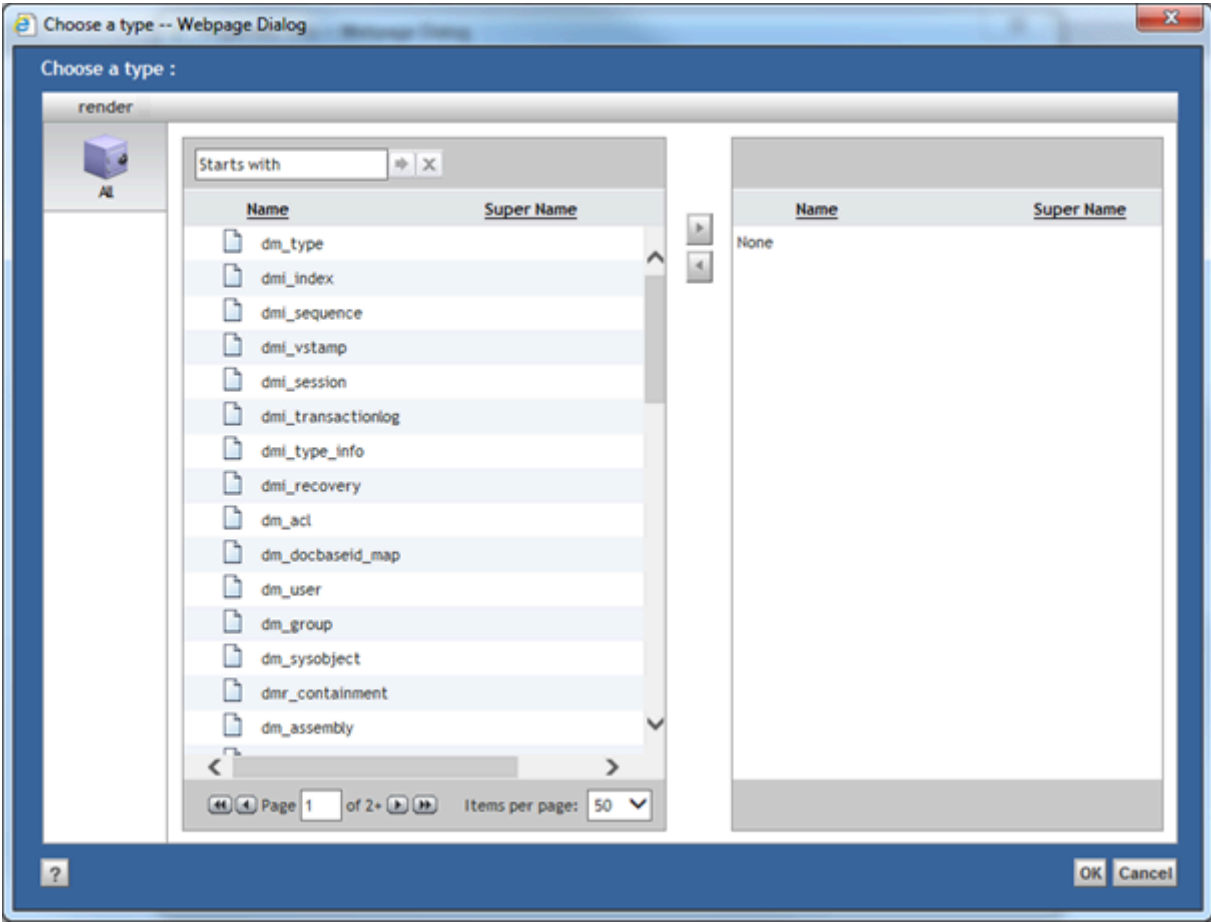 Choose a type -- Webpage Dialog
Choose a type :
render
All
Starts with
Name Super Name
dm_type
dmi_index
dmi_sequence
dmi_vstamp
dmi_session
dmi_transactionlog
dmi_type_info
dmi_recovery
dm_acl
dm_docbaseid_map
dm_user
dm_group
dm_sysobject
dmr_containment
dm_assembly
Page 1 of 2+ Items per page: 50
Name Super Name
None
?
OK Cancel